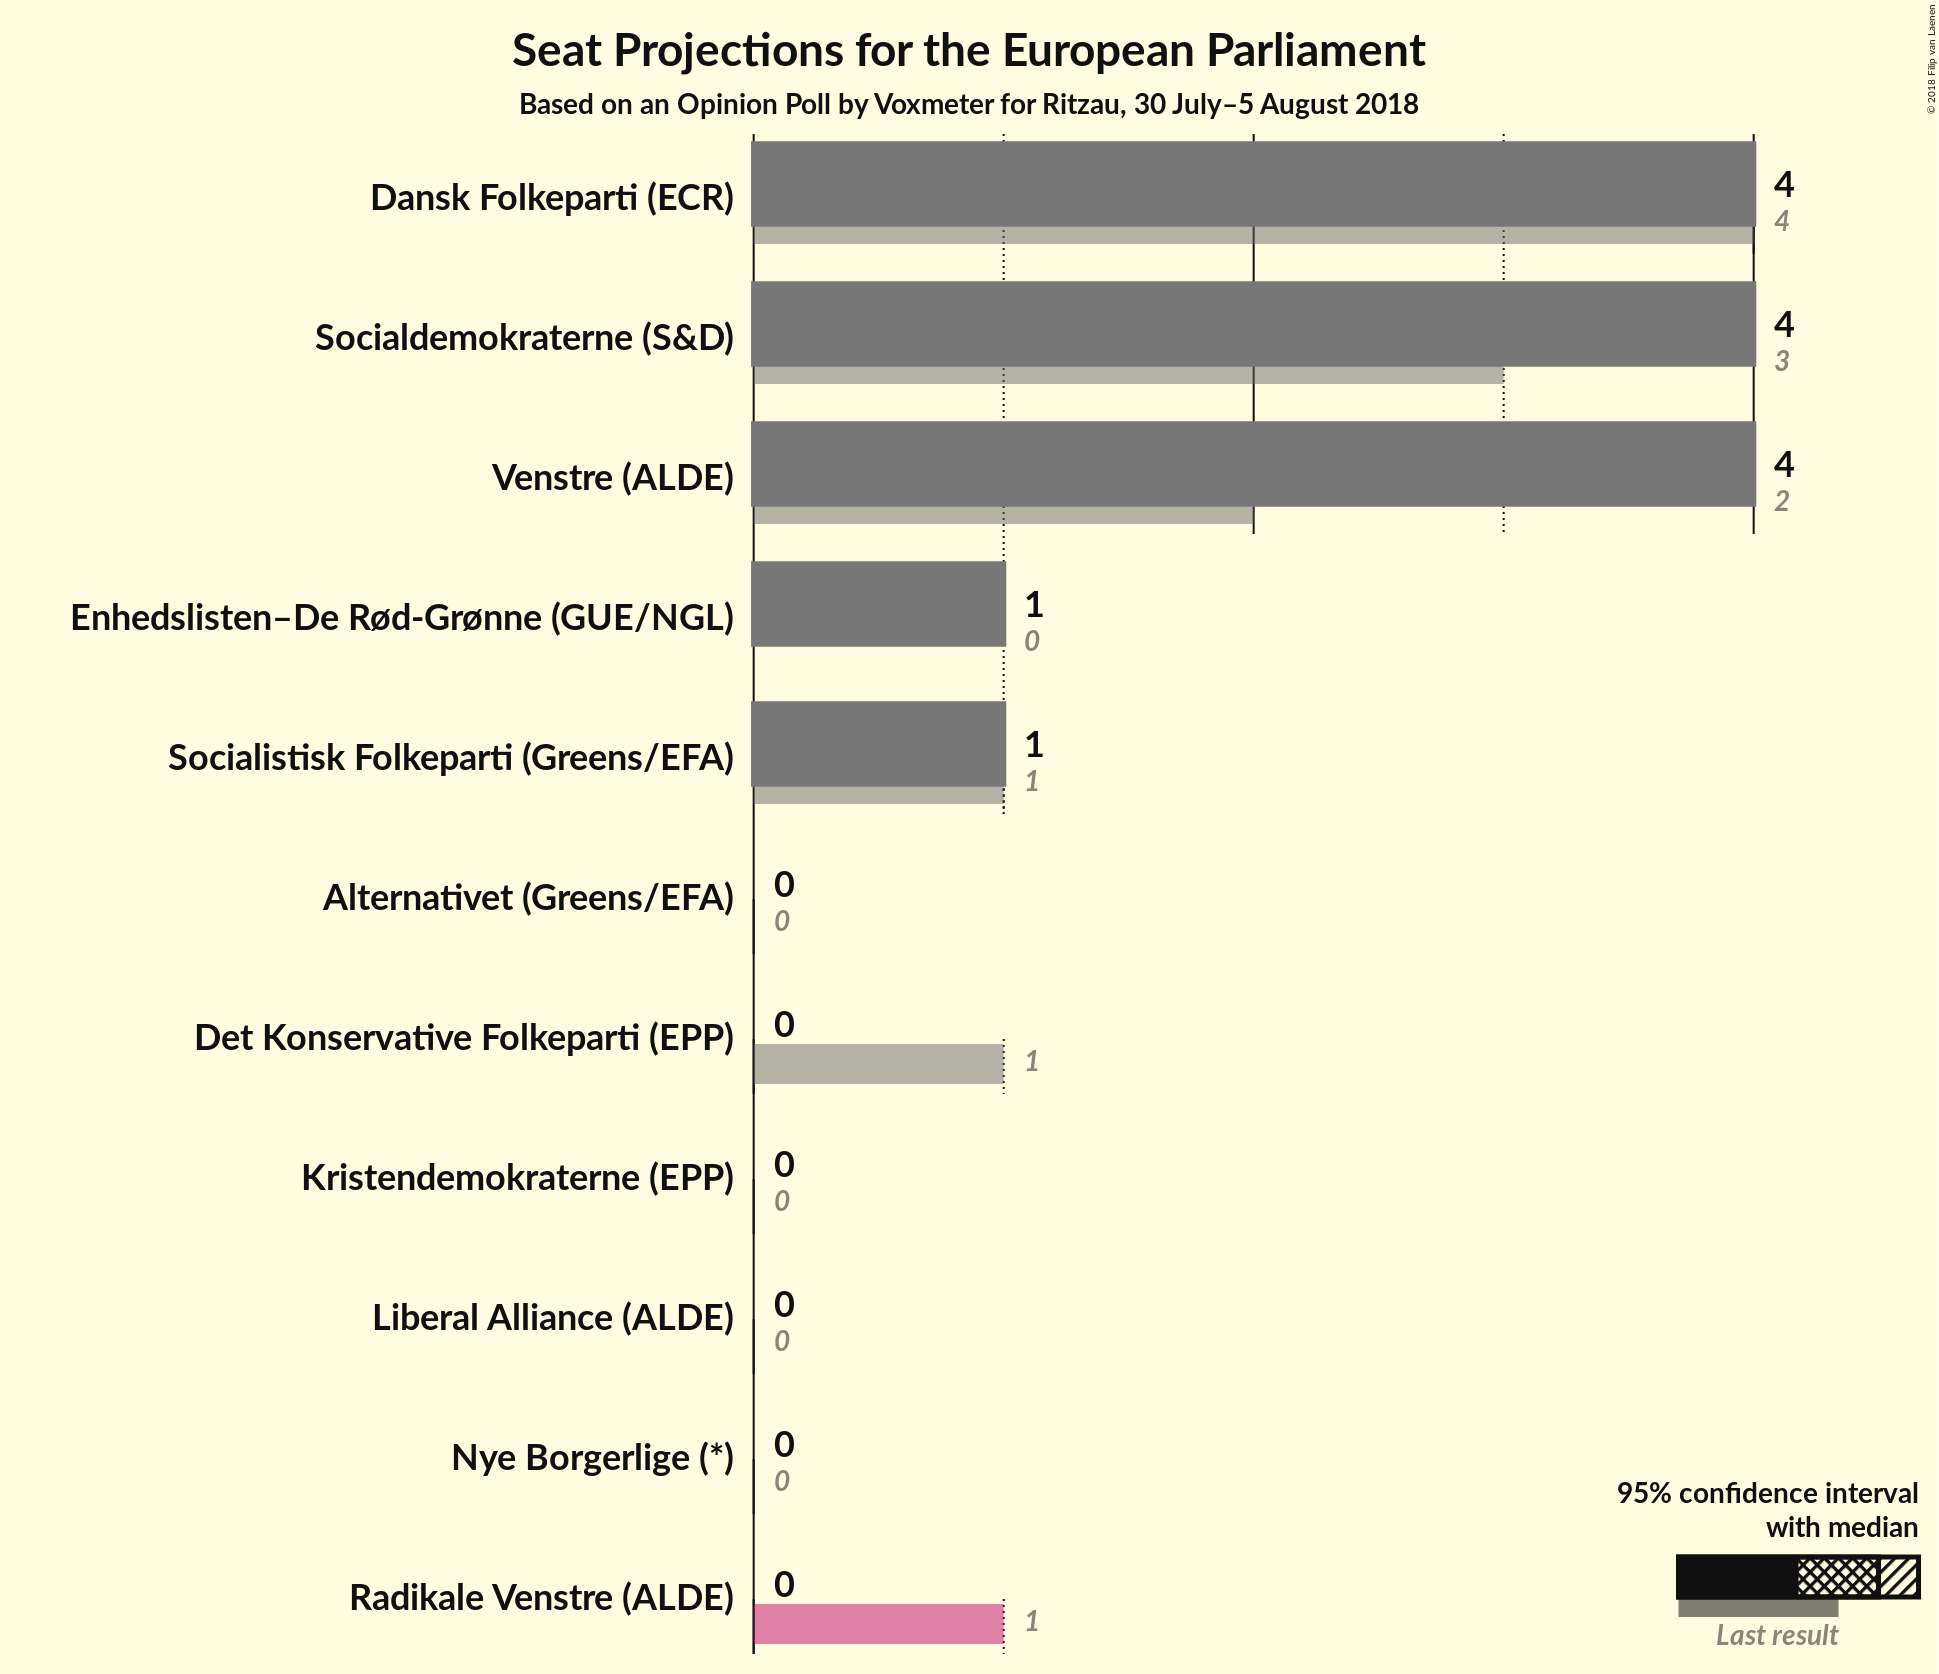 Seat Projections for the European Parliament
Based on an Opinion Poll by Voxmeter for Ritzau, 30 July–5 August 2018
© 2018 Filip van Laenen
Dansk Folkeparti (ECR)
4
4
Socialdemokraterne (S&D)
4
3
Venstre (ALDE)
4
2
Enhedslisten–De Rød-Grønne (GUE/NGL)
1
0
Socialistisk Folkeparti (Greens/EFA)
1
1
Alternativet (Greens/EFA)
0
0
Det Konservative Folkeparti (EPP)
0
1
Kristendemokraterne (EPP)
0
0
Liberal Alliance (ALDE)
0
0
Nye Borgerlige (*)
0
0
Radikale Venstre (ALDE)
0
1
95% confidence interval
with median
Last result